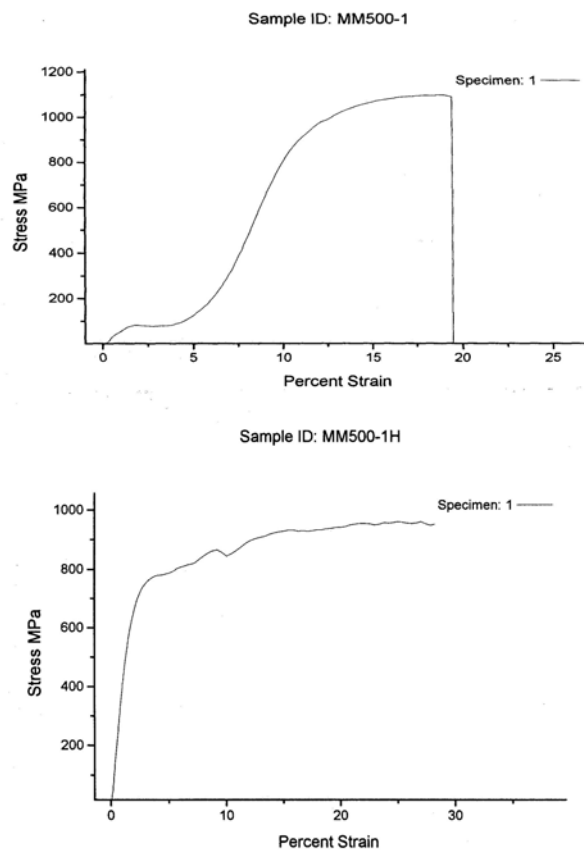 Sample ID: MM500-1
Specimen: 1
Stress MPa
1200
1000
800
600
400
200
0
5
10
15
20
25
Percent Strain
Sample ID: MM500-1H
Specimen: 1
Stress MPa
1000
800
600
400
200
0
10
20
30
Percent Strain